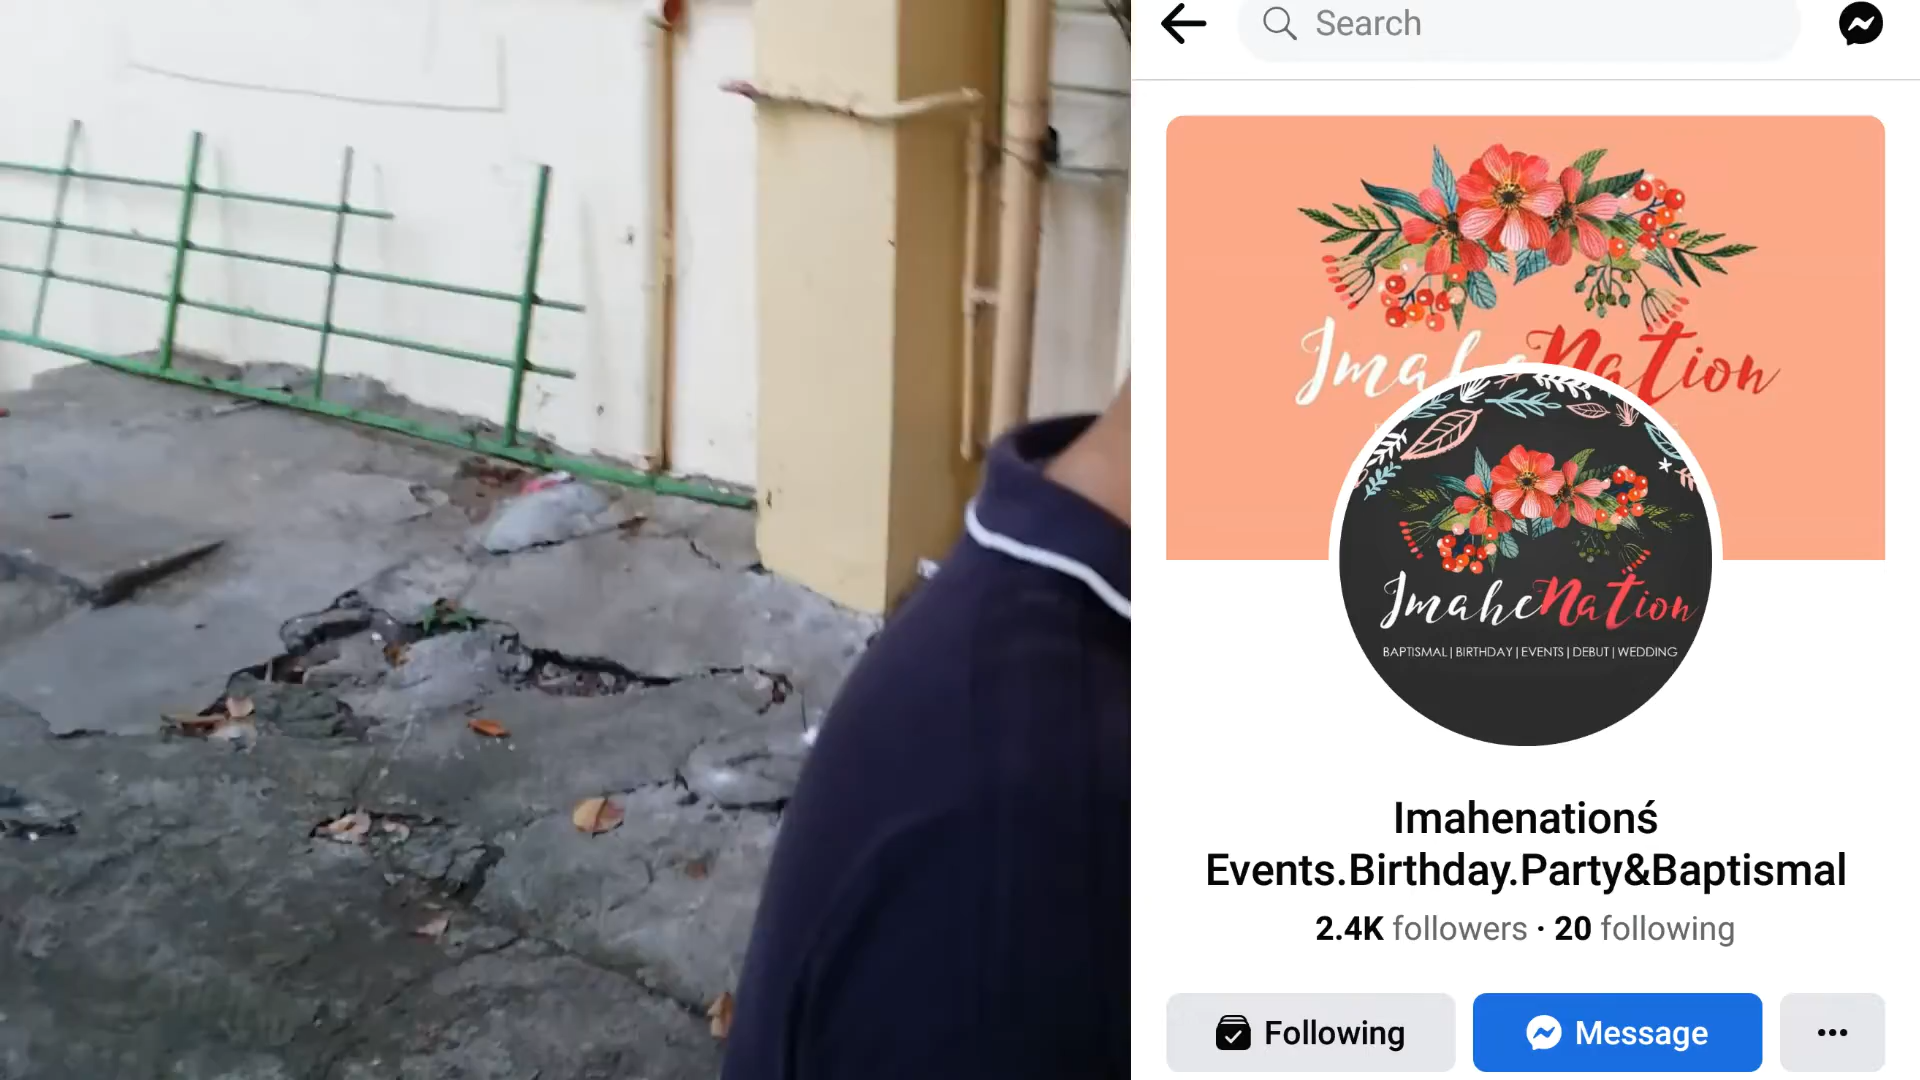 Search
ImaheNation
ImaheNation
BAPTISMAL | BIRTHDAY | EVENTS | DEBUT | WEDDING
Imahenationś
Events.Birthday.Party&Baptismal
2.4K followers · 20 following
Following
Message